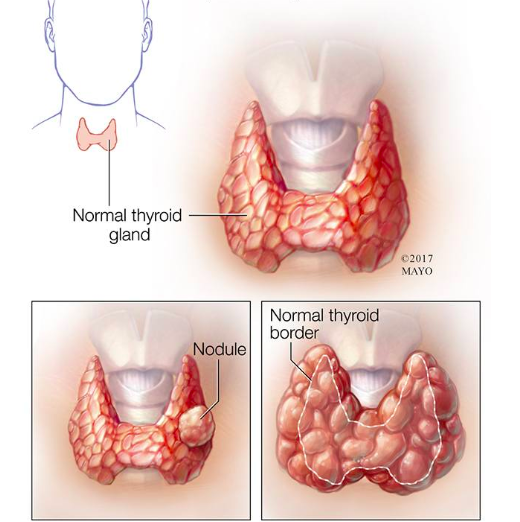 Normal thyroid
gland
©2017
MAYO
Nodule
Normal thyroid
border